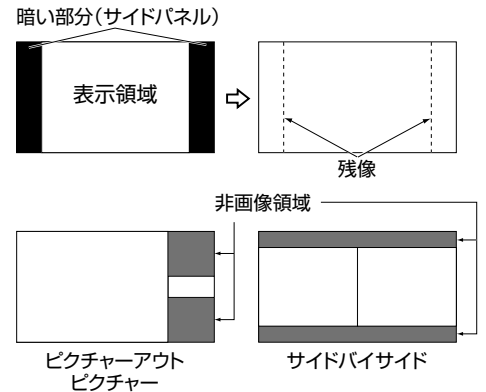 暗い部分（サイドパネル）
表示領域
残像
非画像領域
ピクチャーアウト
ピクチャー
サイドバイサイド